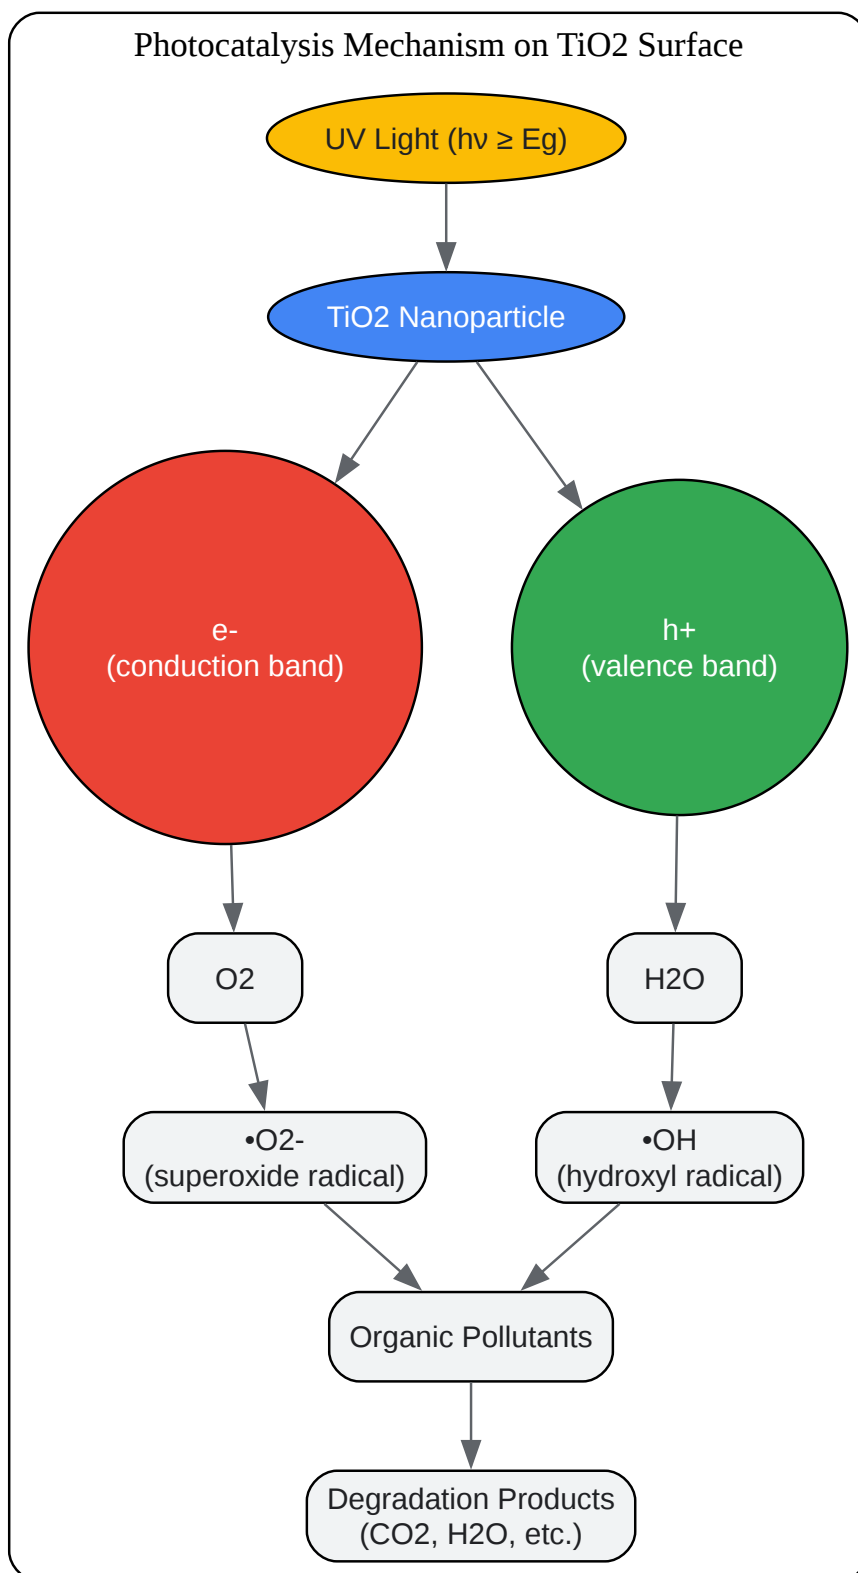 Photocatalysis Mechanism on TiO2 Surface
UV Light (hν ≥ Eg)
TiO2 Nanoparticle
e-
(conduction band)
h+
(valence band)
O2
H2O
•O2-
(superoxide radical)
•OH
(hydroxyl radical)
Organic Pollutants
Degradation Products
(CO2, H2O, etc.)